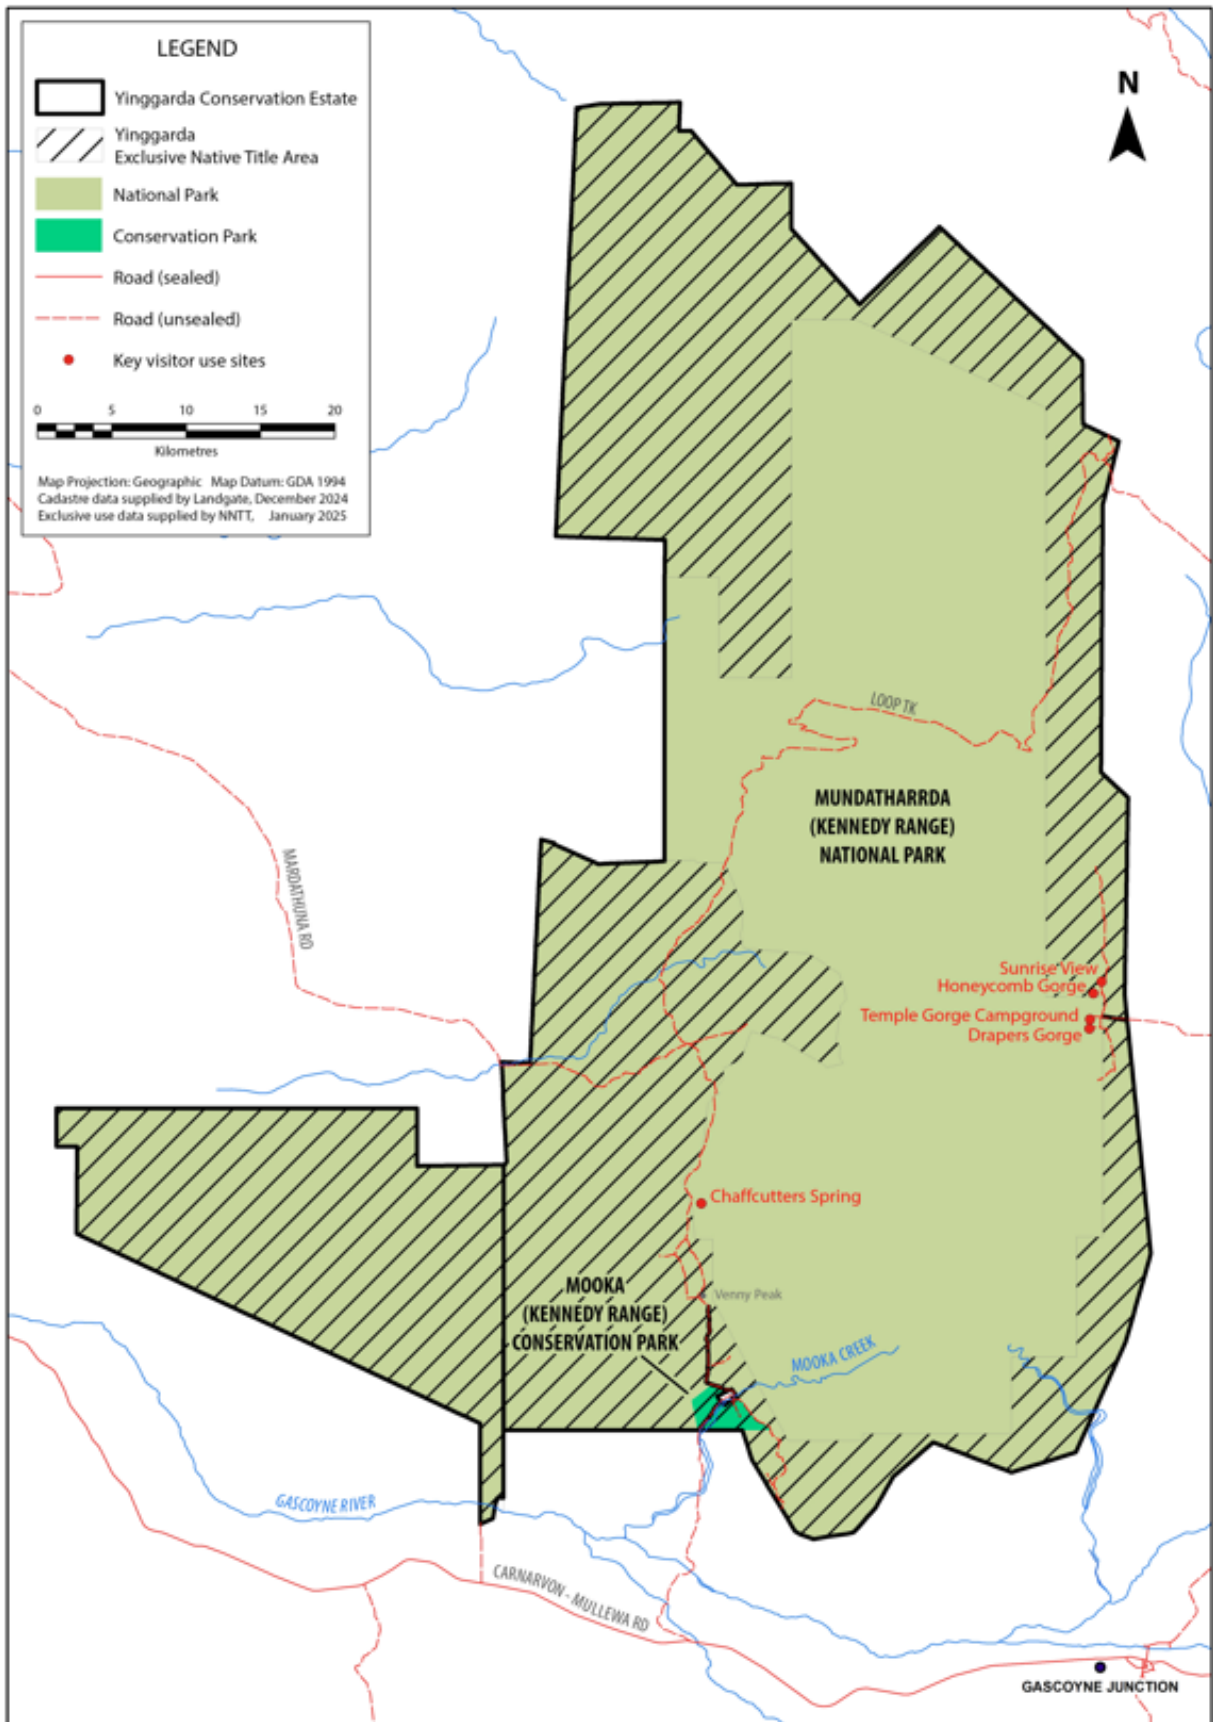 LEGEND
Yinggarda Conservation Estate
Yinggarda
Exclusive Native Title Area
National Park
Conservation Park
Road (sealed)
Road (unsealed)
Key visitor use sites
0 5 10 15 20
Kilometres
Map Projection: Geographic Map Datum: GDA 1994
Cadastre data supplied by Landgate, December 2024
Exclusive use data supplied by NNTT, January 2025
N
LOOP TK
MUNDATHARRDA
(KENNEDY RANGE)
NATIONAL PARK
MARDATHUNA RD
Sunrise View
Honeycomb Gorge
Temple Gorge Campground
Drapers Gorge
Chaffcutters Spring
MOOKA
(KENNEDY RANGE)
CONSERVATION PARK
Venny Peak
MOOKA CREEK
GASCOYNE RIVER
CARNARVON - MULLEWA RD
GASCOYNE JUNCTION